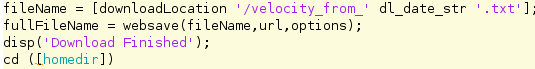 fileName = [downloadLocation '/velocity_from_' dl_date_str '.txt'];
fullFileName = websave(fileName,url,options);
disp('Download Finished');
cd ([homedir])